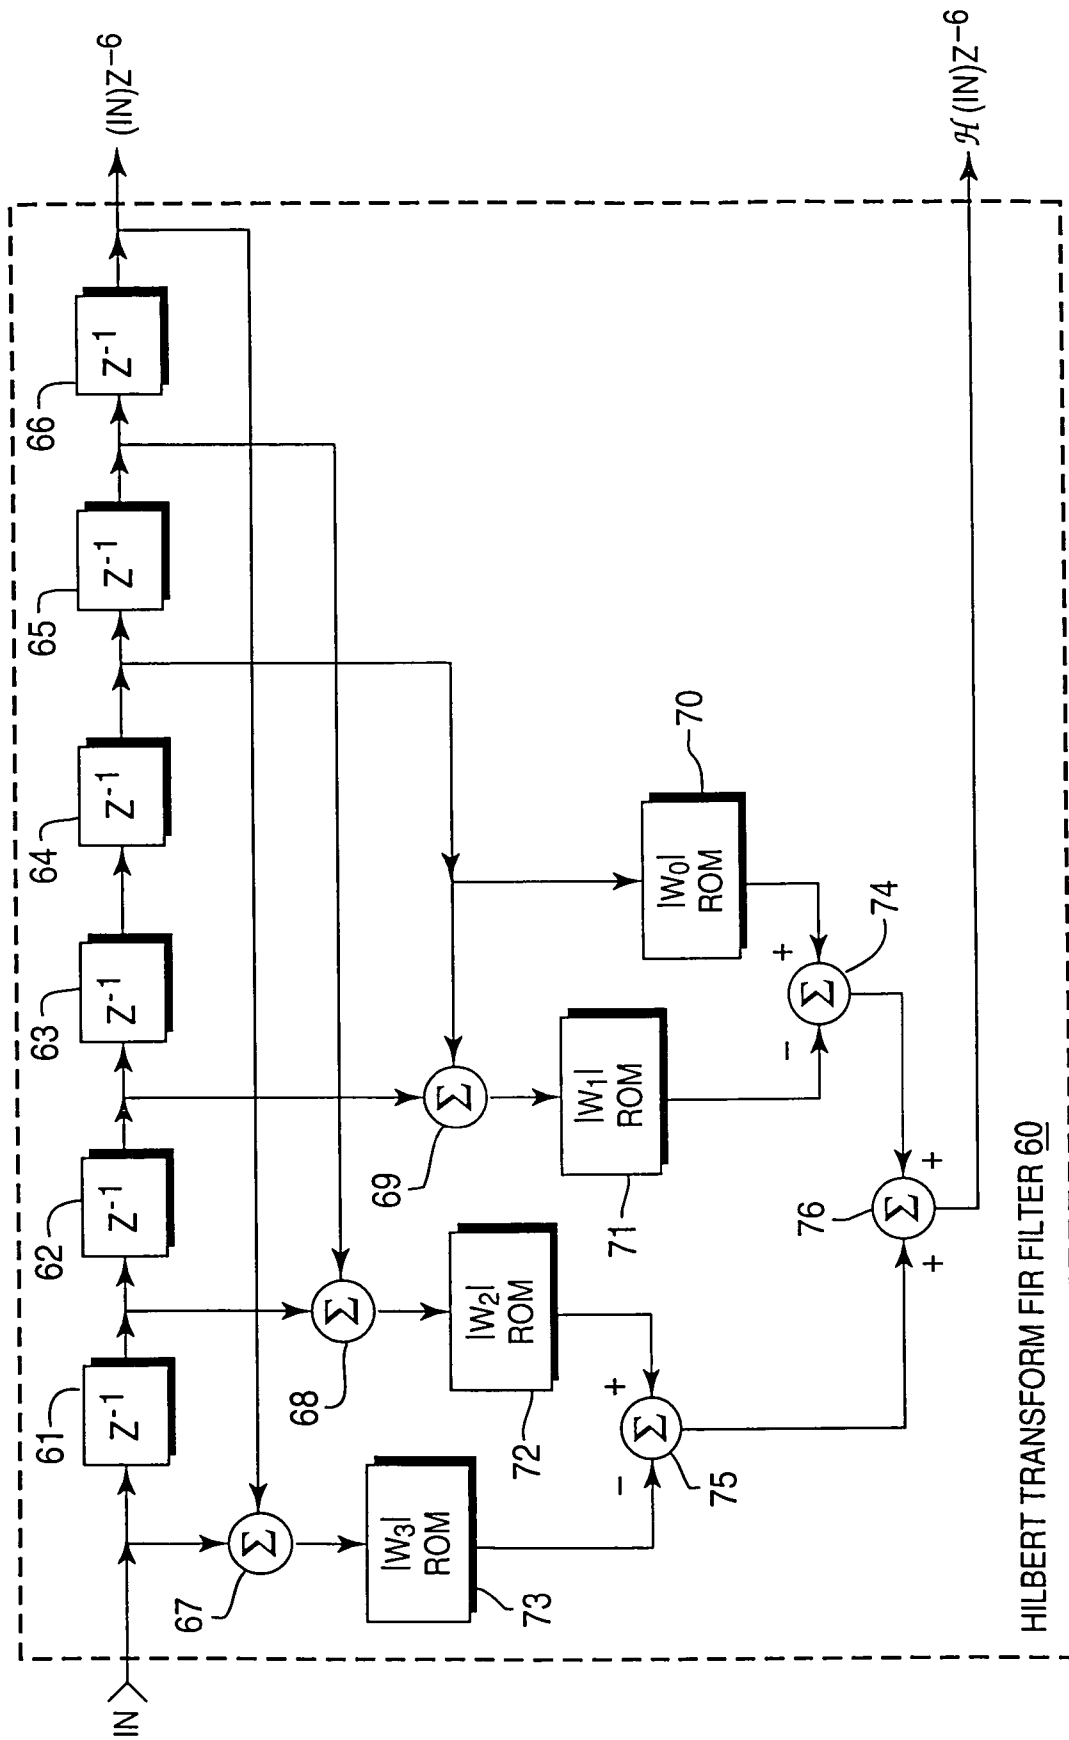 IN
61
Z-1
62
Z-1
63
Z-1
64
Z-1
65
Z-1
66
Z-1
(IN)Z-6
67
Σ
68
Σ
69
Σ
|W3|
ROM
73
|W2|
ROM
72
|W1|
ROM
71
|W0|
ROM
70
-
+
Σ
75
-
+
Σ
74
+
+
Σ
76
ℋ(IN)Z-6
HILBERT TRANSFORM FIR FILTER 60